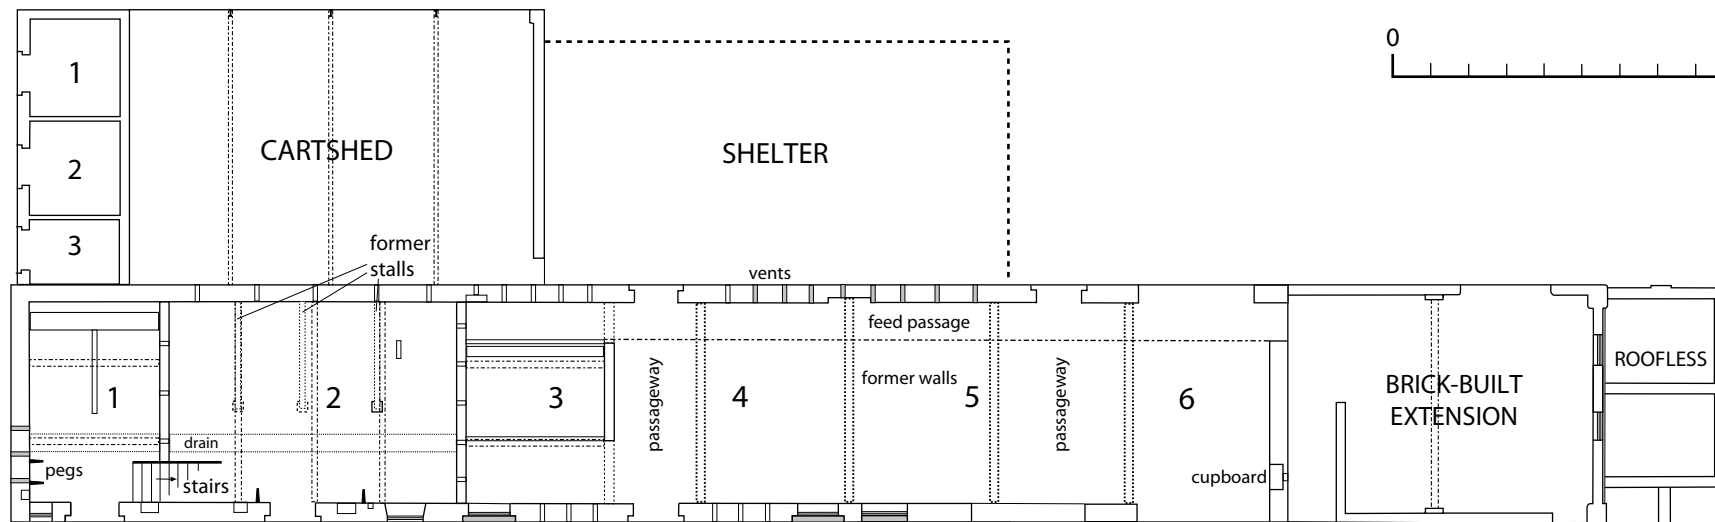 0
1
2
3
CARTSHED
SHELTER
former
stalls
vents
feed passage
former walls
passageway
passageway
1
2
3
4
5
6
drain
pegs
stairs
cupboard
BRICK-BUILT
EXTENSION
ROOFLESS